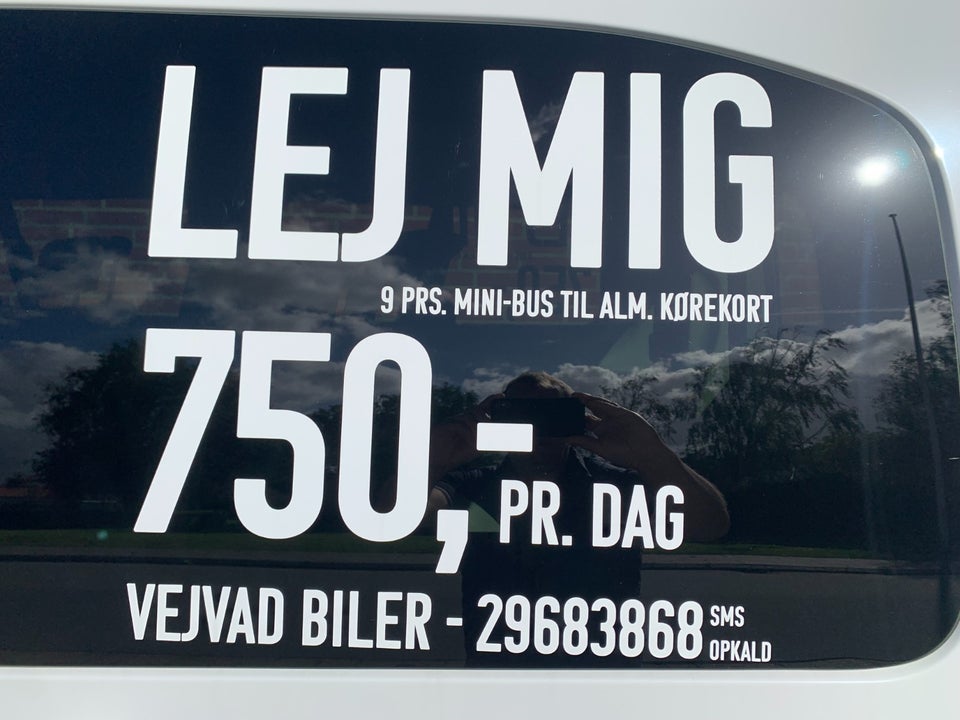 LEJ MIG
9 PRS. MINI-BUS TIL ALM. KØREKORT
750,- PR. DAG
VEJVAD BILER - 29683868 SMS
OPKALD